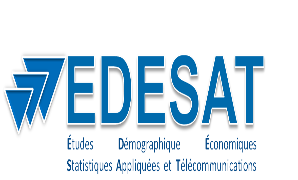 EDESAT
Études Démographique Économiques
Statistiques Appliquées et Télécommunications